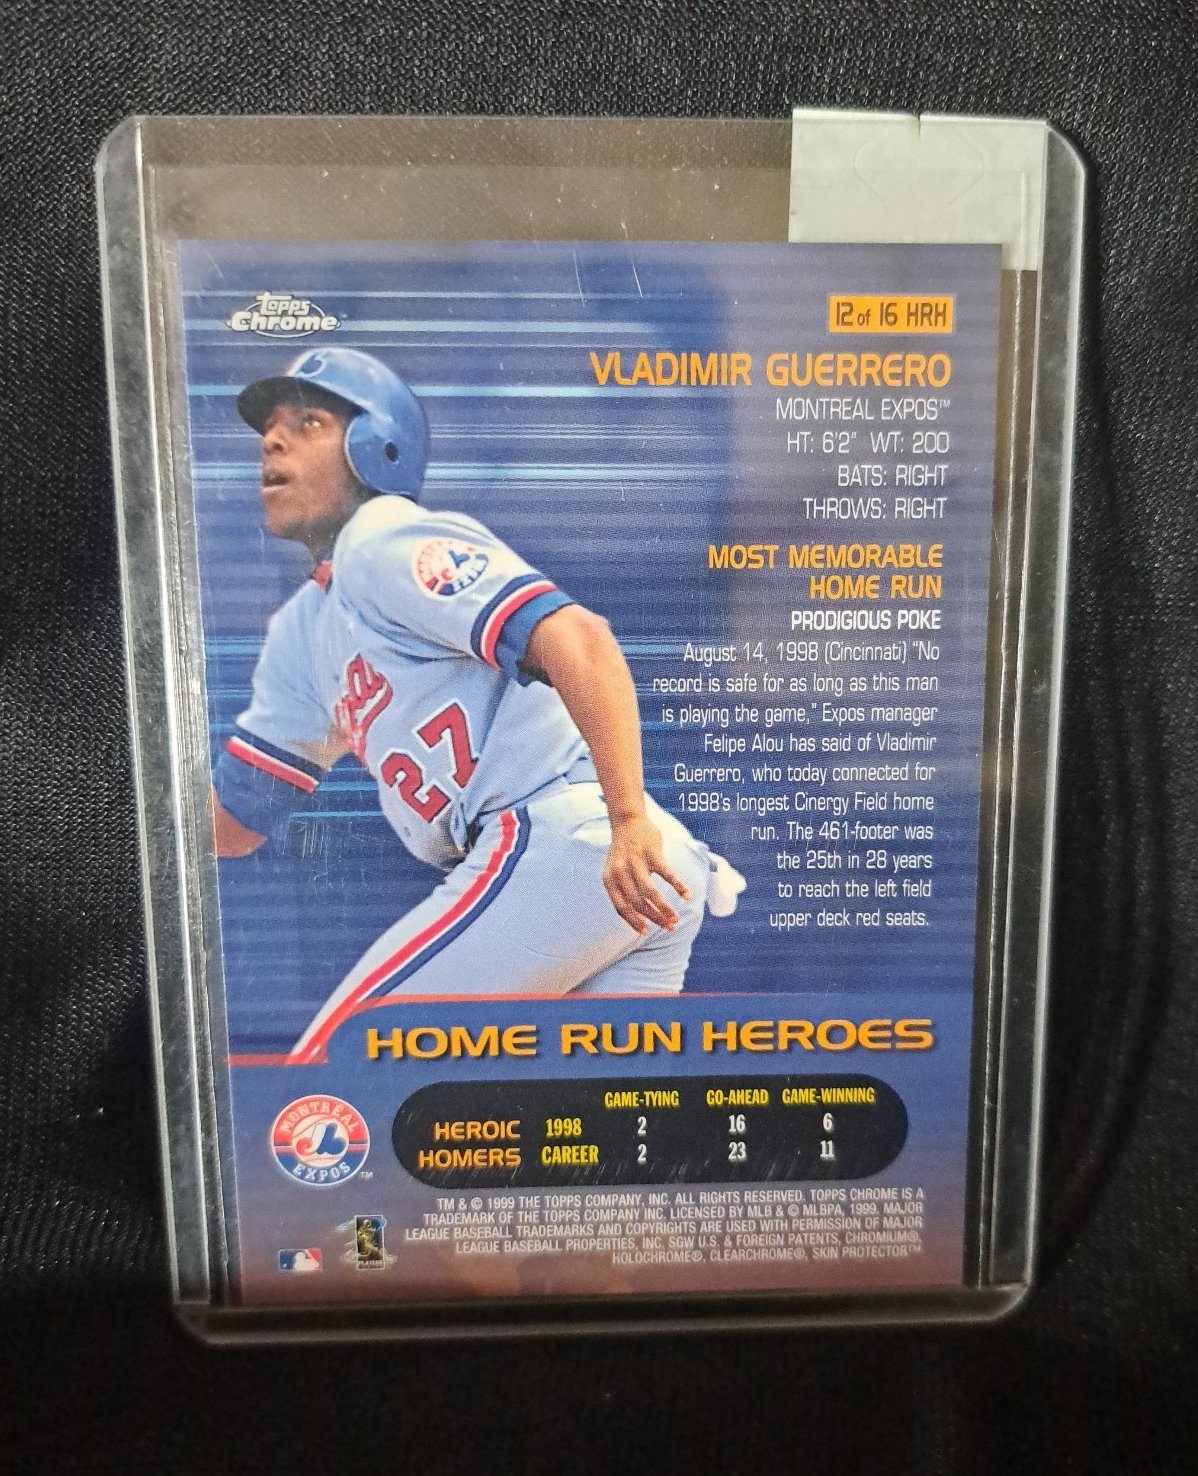 Topps
Chrome™
12 of 16 HRH
VLADIMIR GUERRERO
MONTREAL EXPOS™
HT: 6'2" WT: 200
BATS: RIGHT
THROWS: RIGHT
MOST MEMORABLE
HOME RUN
PRODIGIOUS POKE
August 14, 1998 (Cincinnati) "No
record is safe for as long as this man
is playing the game," Expos manager
Felipe Alou has said of Vladimir
Guerrero, who today connected for
1998's longest Cinergy Field home
run. The 461-footer was
the 25th in 28 years
to reach the left field
upper deck red seats.
MONTREAL
EXPOS
27
HOME RUN HEROES
GAME-TYING GO-AHEAD GAME-WINNING
HEROIC 1998 2 16 6
HOMERS CAREER 2 23 11
MONTREAL
EXPOS™
TM & © 1999 THE TOPPS COMPANY, INC. ALL RIGHTS RESERVED. TOPPS CHROME IS A
TRADEMARK OF THE TOPPS COMPANY INC. LICENSED BY MLB & © MLBPA, 1999. MAJOR
LEAGUE BASEBALL TRADEMARKS AND COPYRIGHTS ARE USED WITH PERMISSION OF MAJOR
LEAGUE BASEBALL PROPERTIES, INC. SGW U.S. & FOREIGN PATENTS, CHROMIUM®,
HOLOCHROME®, CLEARCHROME®, SKIN PROTECTOR™